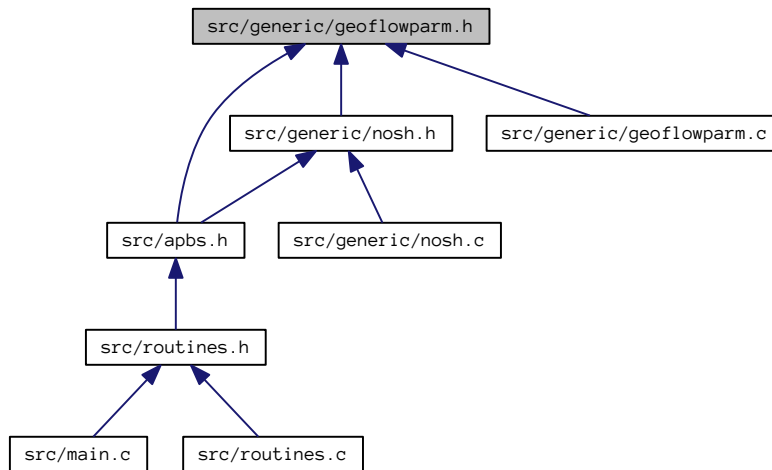 src/generic/geoflowparm.h
src/generic/nosh.h
src/generic/geoflowparm.c
src/apbs.h
src/generic/nosh.c
src/routines.h
src/main.c
src/routines.c